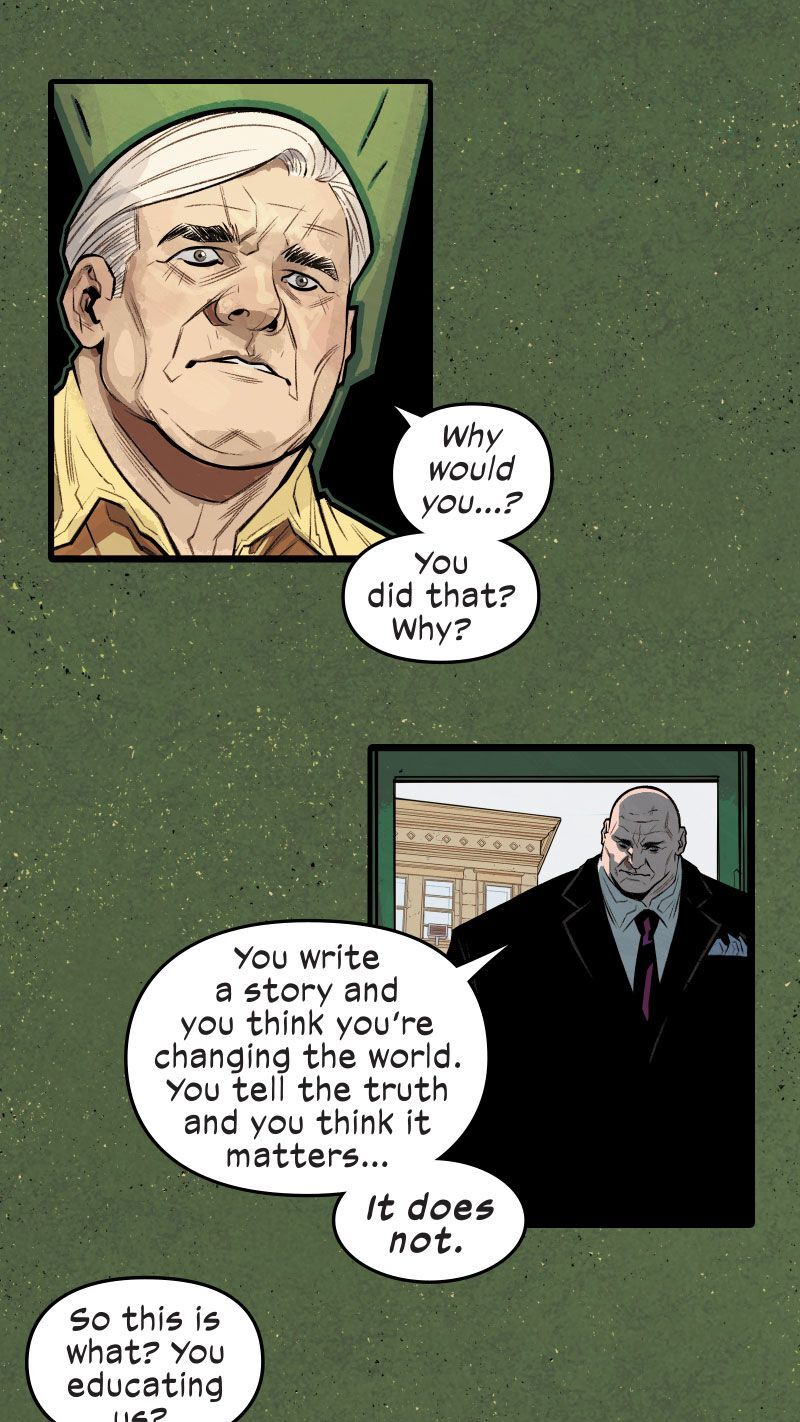 Why
would
you...?
You
did that?
Why?
You write
a story and
you think you're
changing the world.
You tell the truth
and you think it
matters...
It does
not.
So this is
what? You
educating
us?